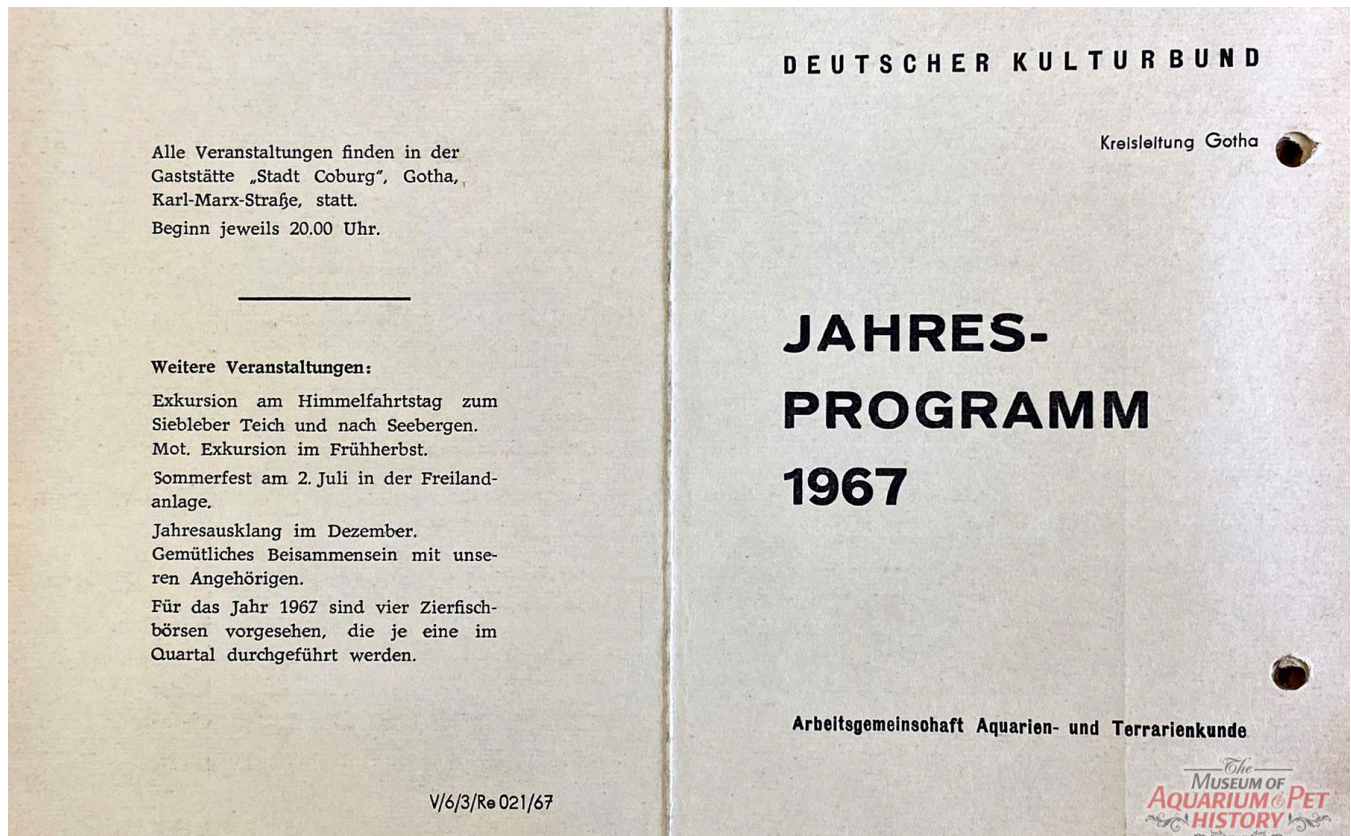 Alle Veranstaltungen finden in der
Gaststätte „Stadt Coburg“, Gotha,
Karl-Marx-Straße, statt.
Beginn jeweils 20.00 Uhr.
Weitere Veranstaltungen:
Exkursion am Himmelfahrtstag zum
Siebleber Teich und nach Seebergen.
Mot. Exkursion im Frühherbst.
Sommerfest am 2. Juli in der Freiland-
anlage.
Jahresausklang im Dezember.
Gemütliches Beisammensein mit unse-
ren Angehörigen.
Für das Jahr 1967 sind vier Zierfisch-
börsen vorgesehen, die je eine im
Quartal durchgeführt werden.
V/6/3/Re 021/67
DEUTSCHER KULTURBUND
Kreisleitung Gotha
JAHRES-
PROGRAMM
1967
Arbeitsgemeinschaft Aquarien- und Terrarienkunde
The
MUSEUM OF
AQUARIUM & PET
HISTORY